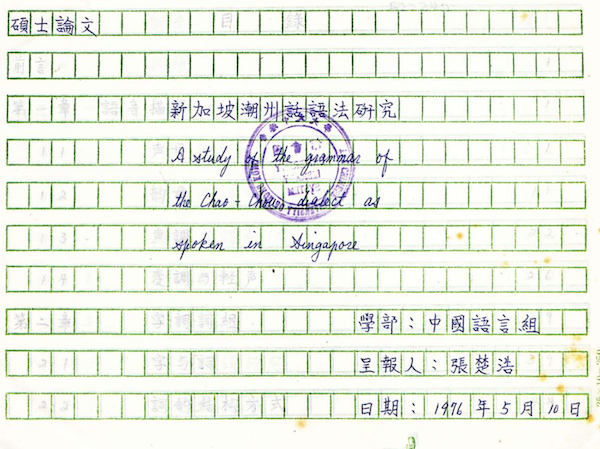 碩士論文
新加坡潮州話語法研究
A study of the grammar of
the Chao-Chou dialect as
spoken in Singapore
學部：中國語言組
呈報人：張楚浩
日期：1976年5月10日